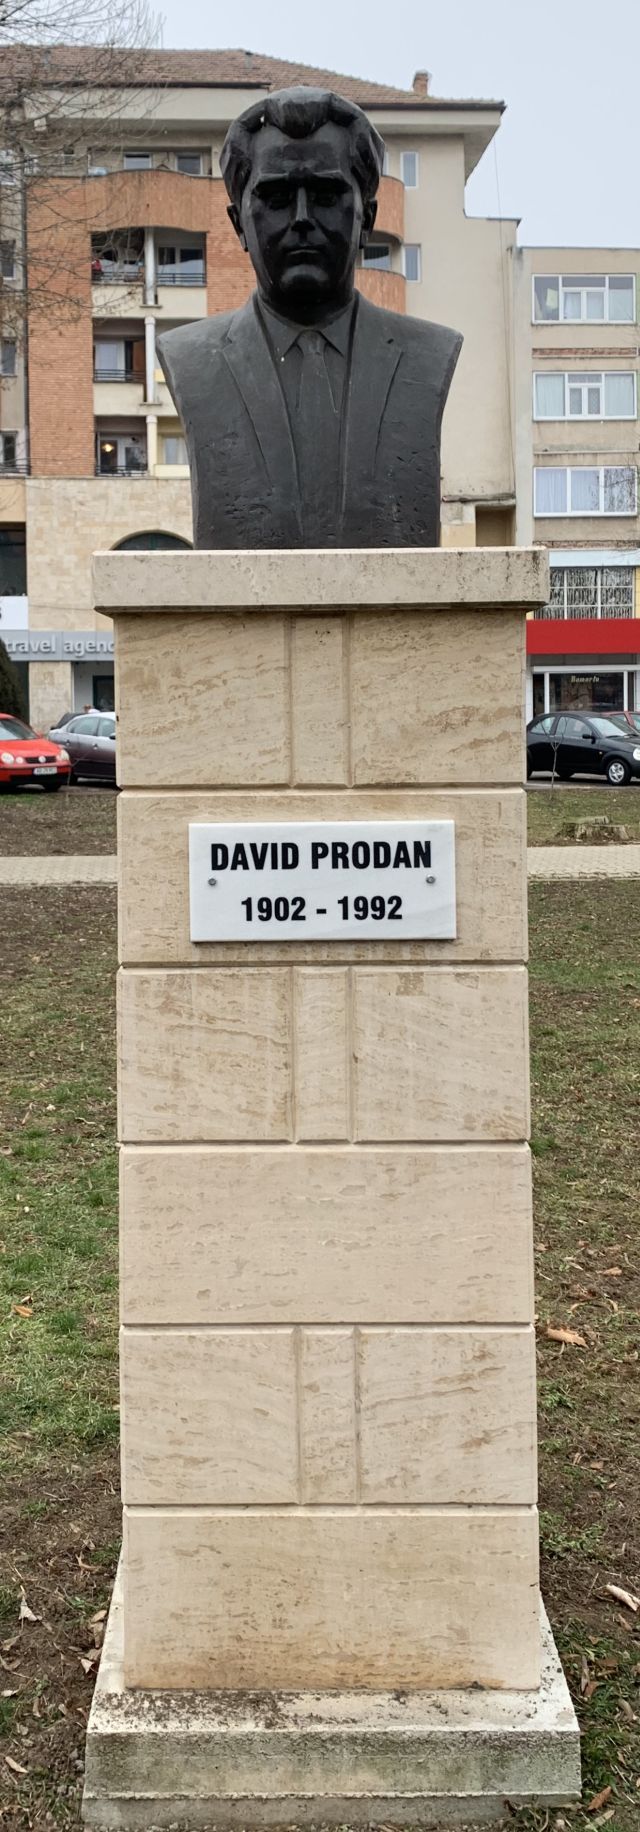 travel agenc
DAVID PRODAN
1902 - 1992